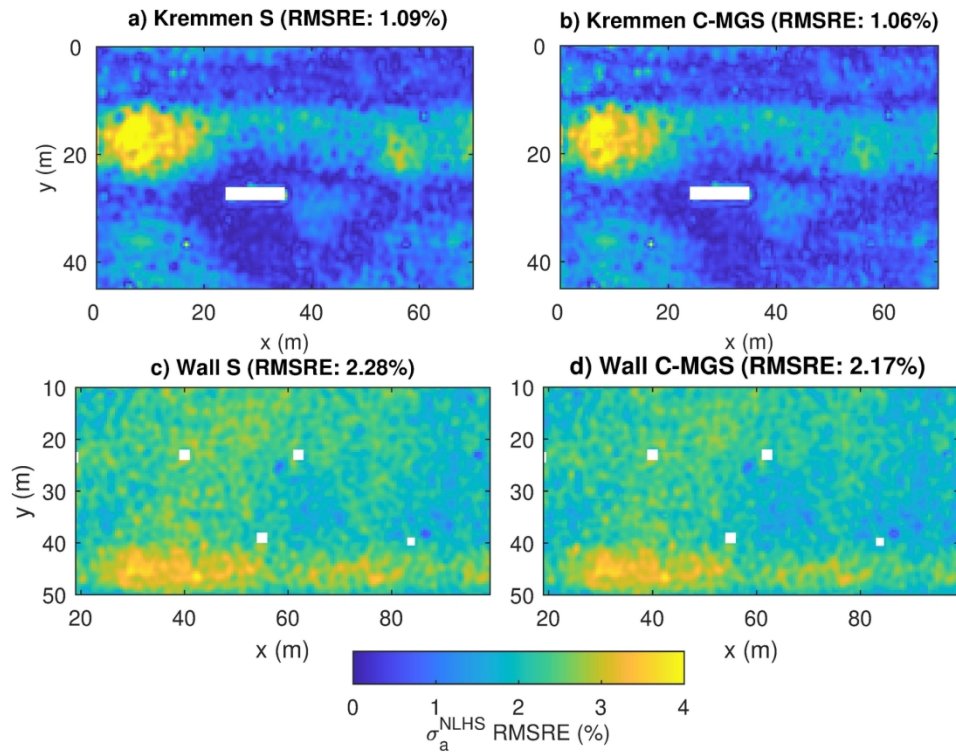 a) Kremmen S (RMSRE: 1.09%)
b) Kremmen C-MGS (RMSRE: 1.06%)
0
20
40
y (m)
0 20 40 60
x (m)
0
20
40
0 20 40 60
x (m)
c) Wall S (RMSRE: 2.28%)
d) Wall C-MGS (RMSRE: 2.17%)
10
20
30
40
50
y (m)
20 40 60 80
x (m)
10
20
30
40
50
20 40 60 80
x (m)
0 1 2 3 4
σ_a^NLHS RMSRE (%)